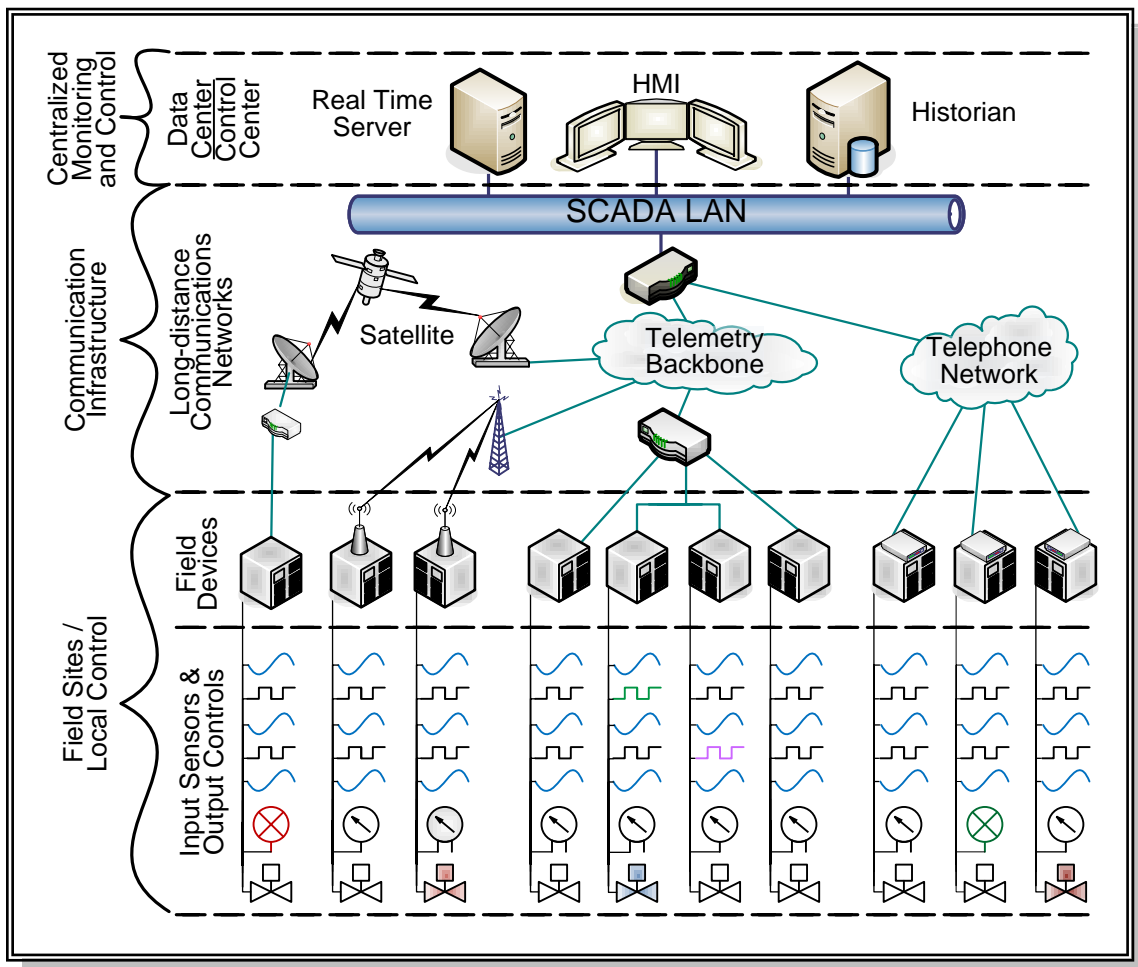 Centralized
Monitoring
and Control
Data
Center/Control
Center
Real Time
Server
HMI
Historian
SCADA LAN
Communication
Infrastructure
Long-distance
Communications
Networks
Satellite
Telemetry
Backbone
Telephone
Network
Field Sites /
Local Control
Field
Devices
Input Sensors &
Output Controls